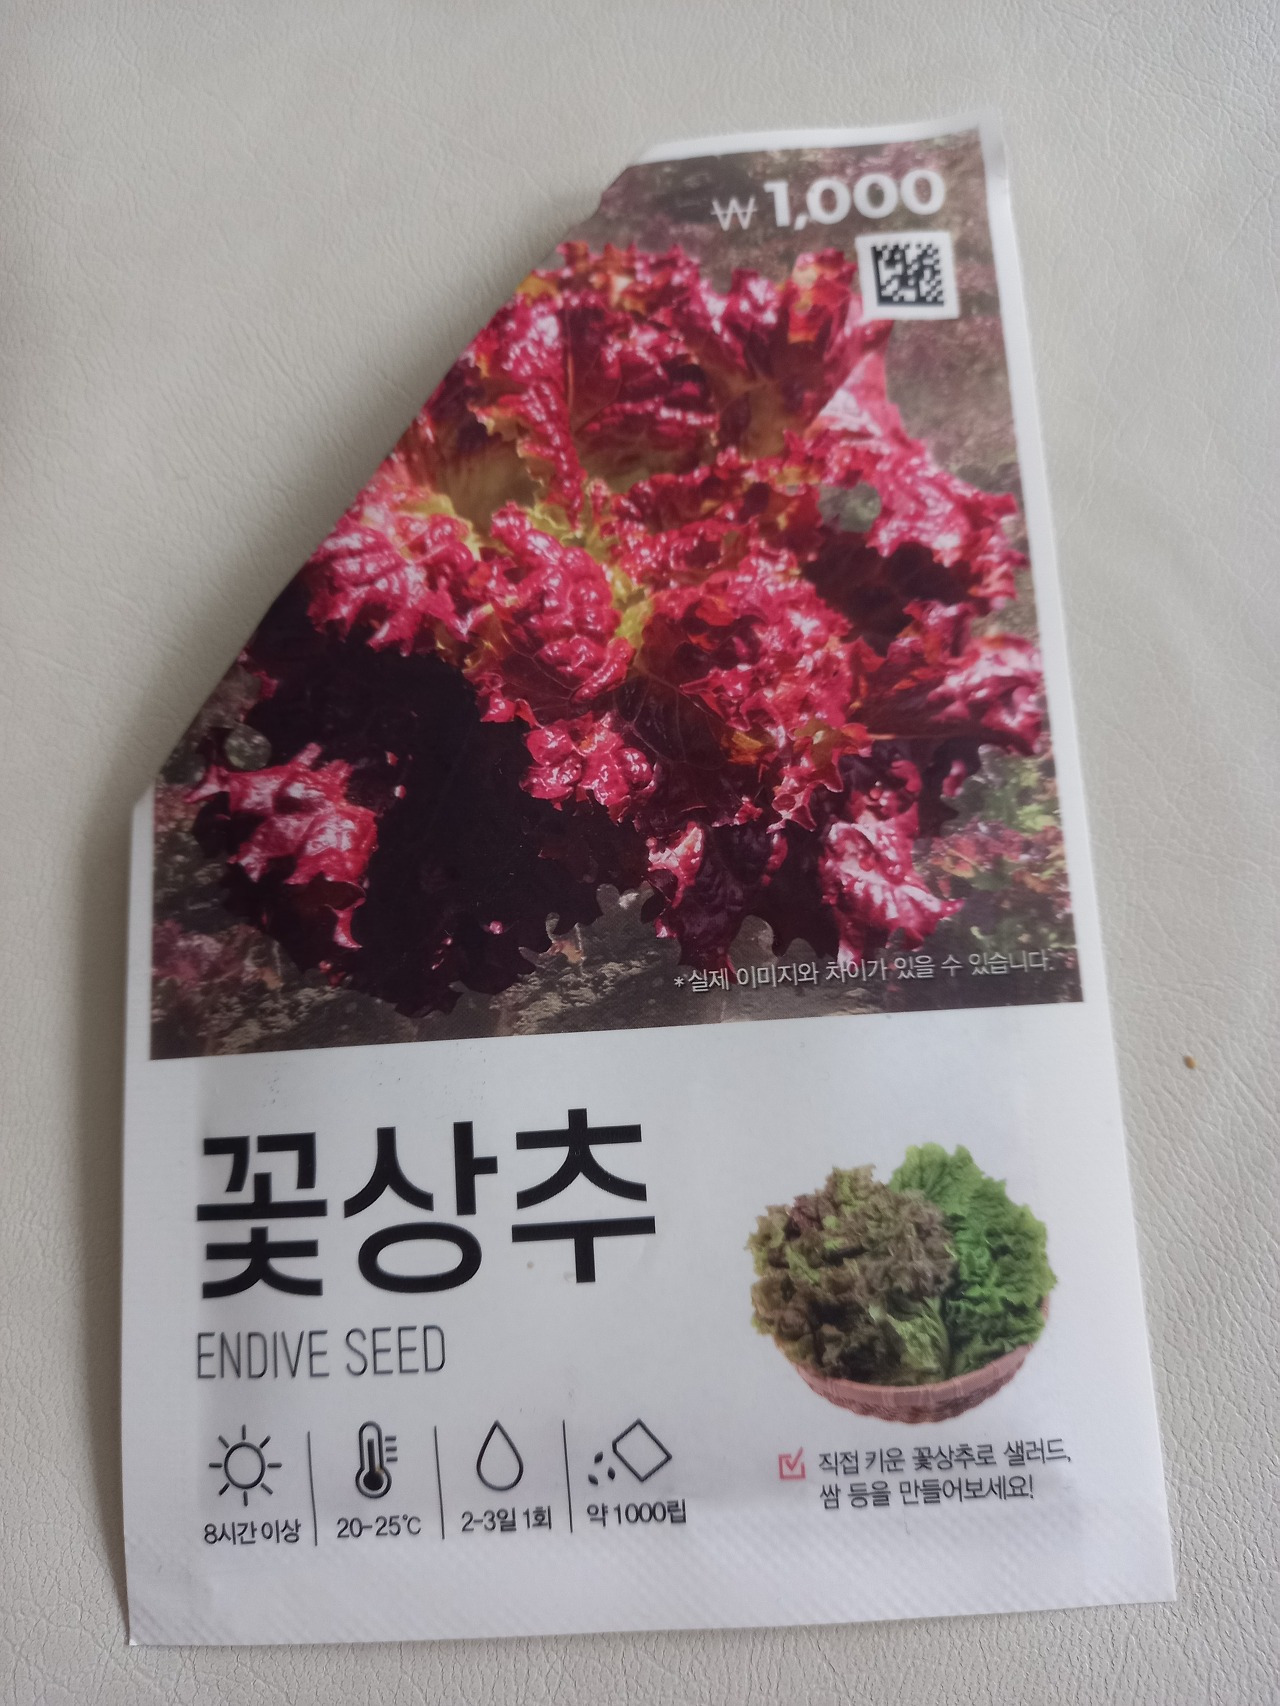 ₩1,000
*실제 이미지와 차이가 있을 수 있습니다.
꽃상추
ENDIVE SEED
8시간 이상
20-25℃
2-3일 1회
약 1000립
직접 키운 꽃상추로 샐러드,
쌈 등을 만들어보세요!